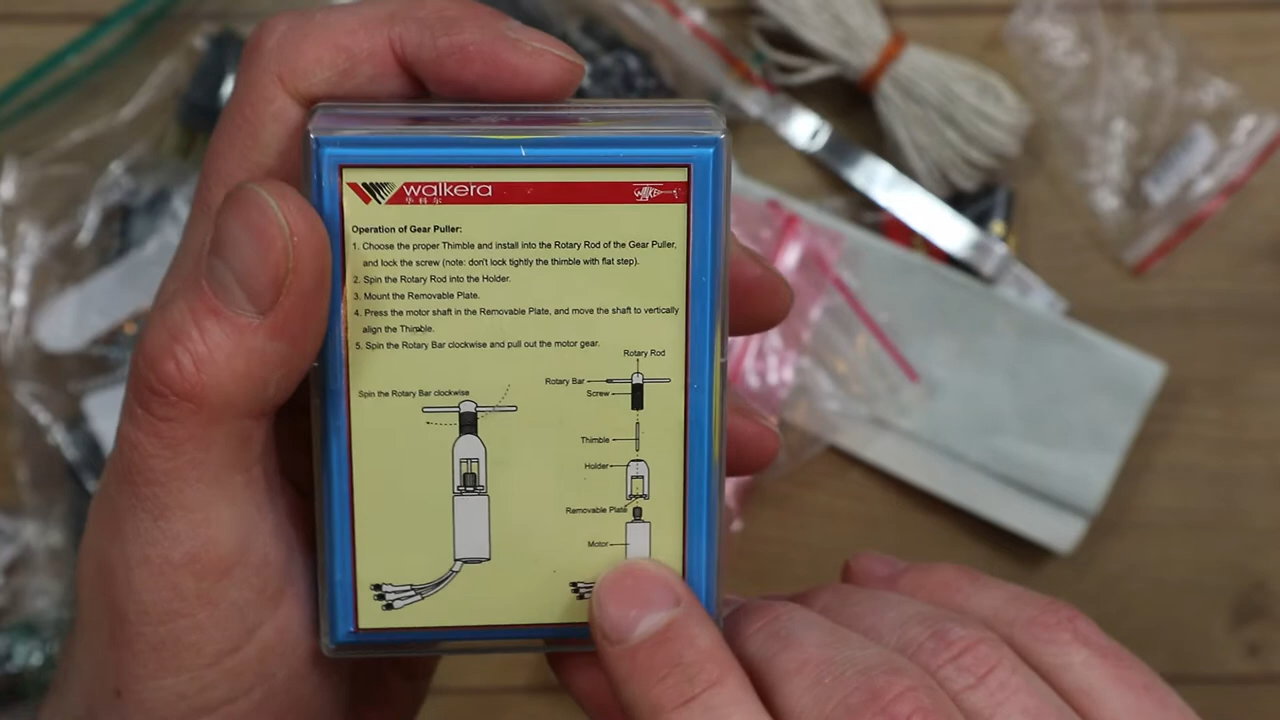 walkera
华科尔
WALKERA
Operation of Gear Puller:
1. Choose the proper Thimble and install into the Rotary Rod of the Gear Puller,
and lock the screw (note: don't lock tightly the thimble with flat step).
2. Spin the Rotary Rod into the Holder.
3. Mount the Removable Plate.
4. Press the motor shaft in the Removable Plate, and move the shaft to vertically
align the Thimble.
5. Spin the Rotary Bar clockwise and pull out the motor gear.
Rotary Rod
Rotary Bar
Screw
Spin the Rotary Bar clockwise
Thimble
Holder
Removable Plate
Motor